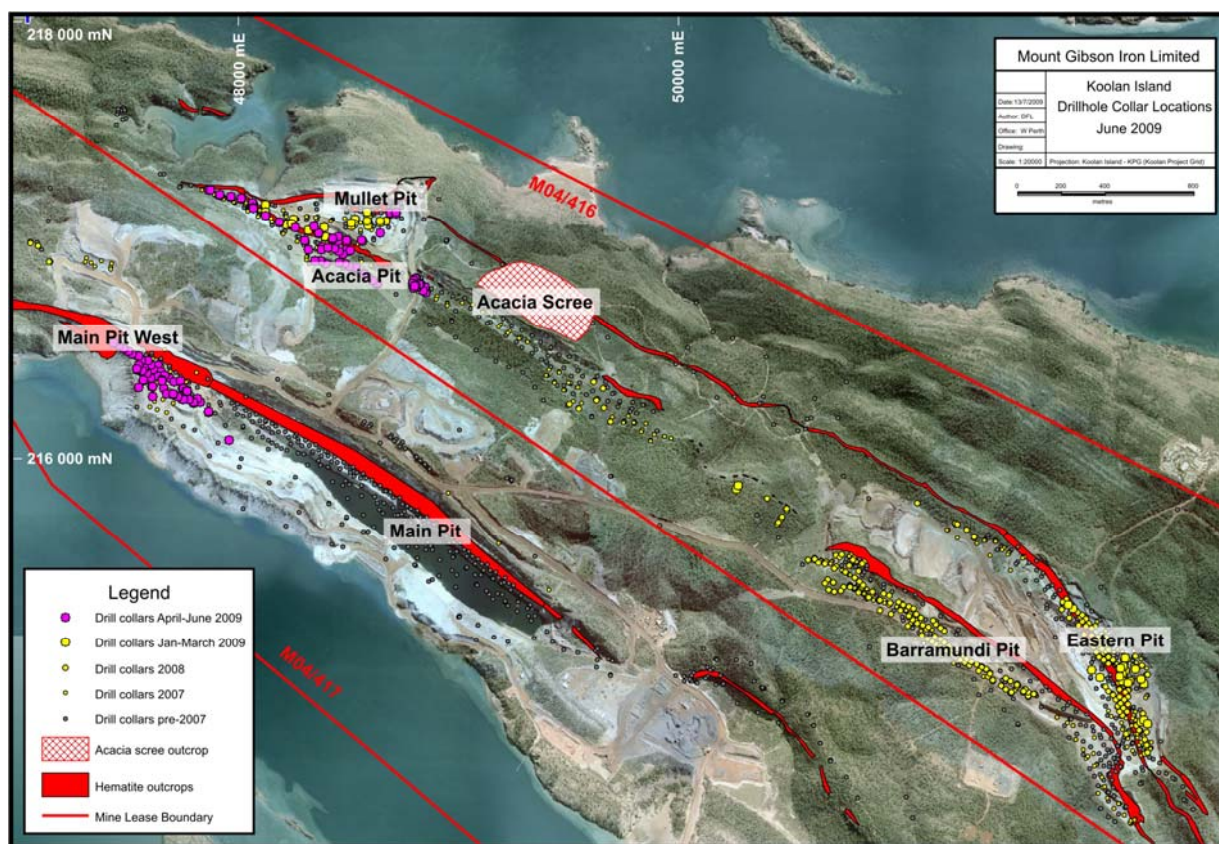 218 000 mN
48000 mE
50000 mE
Mount Gibson Iron Limited
Koolan Island
Drillhole Collar Locations
June 2009
Date 13/7/2009
Author: DFL
Office: W Perth
Drawing:
Scale: 1:20000
Projection: Koolan Island - KPG (Koolan Project Grid)
0 200 400 800
metres
M04/416
Mullet Pit
Acacia Pit
Acacia Scree
Main Pit West
216 000 mN
Main Pit
Barramundi Pit
Eastern Pit
M04/417
Legend
Drill collars April-June 2009
Drill collars Jan-March 2009
Drill collars 2008
Drill collars 2007
Drill collars pre-2007
Acacia scree outcrop
Hematite outcrops
Mine Lease Boundary